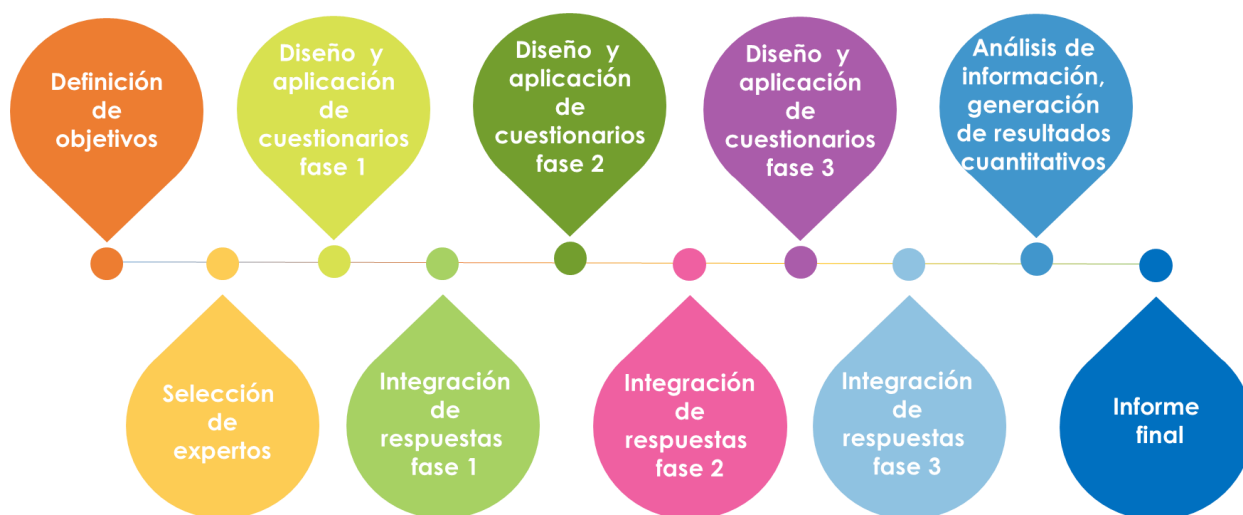 Definición
de
objetivos
Selección
de
expertos
Diseño y
aplicación
de
cuestionarios
fase 1
Integración
de
respuestas
fase 1
Diseño y
aplicación
de
cuestionarios
fase 2
Integración
de
respuestas
fase 2
Diseño y
aplicación
de
cuestionarios
fase 3
Integración
de
respuestas
fase 3
Análisis de
información,
generación
de resultados
cuantitativos
Informe
final